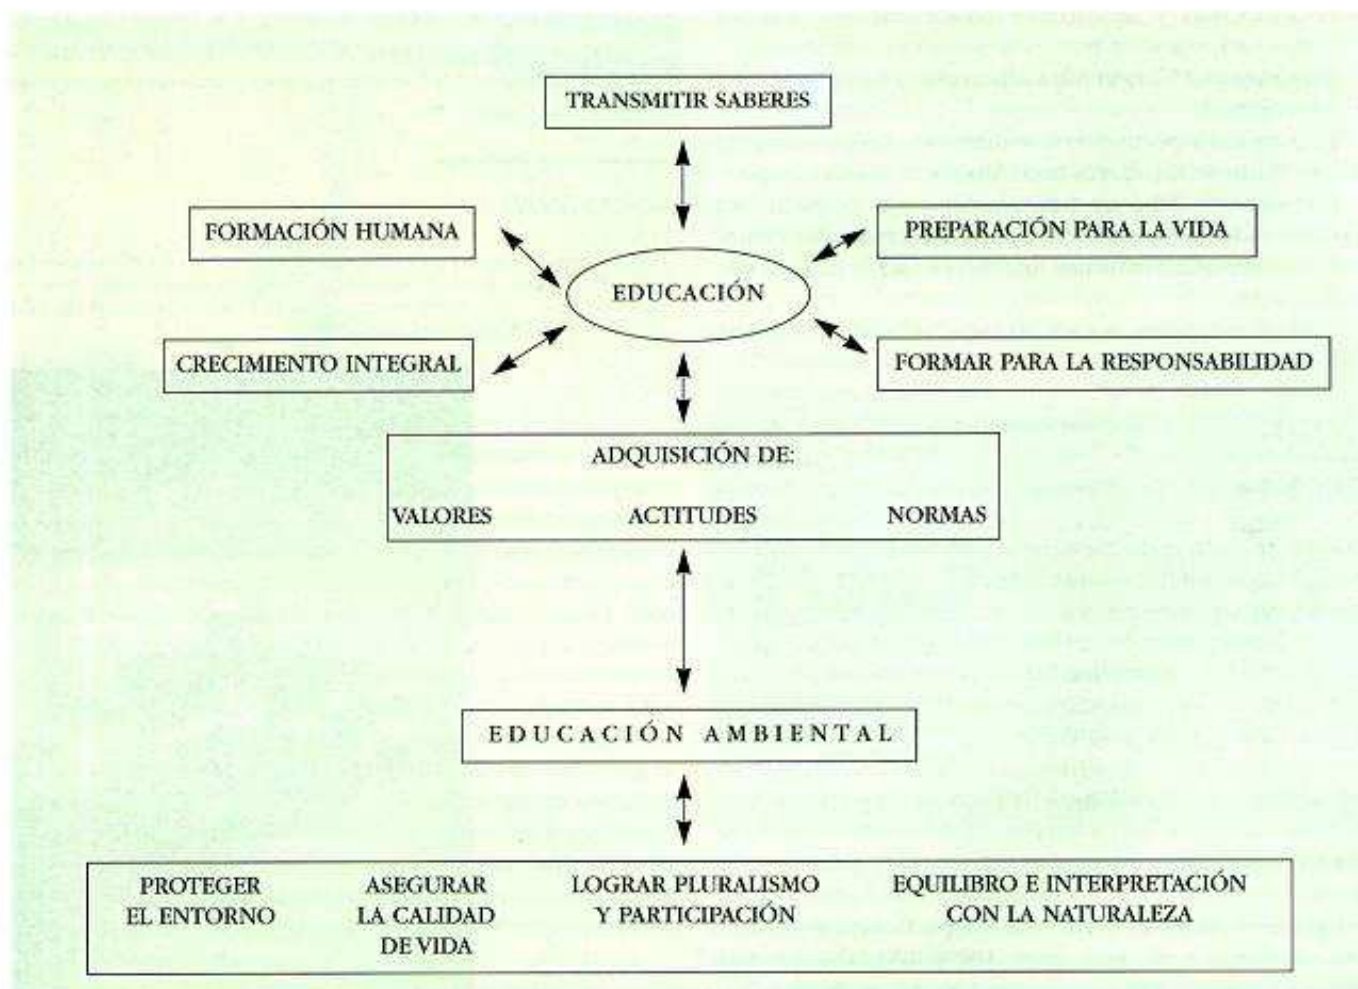 TRANSMITIR SABERES
FORMACIÓN HUMANA
PREPARACIÓN PARA LA VIDA
EDUCACIÓN
CRECIMIENTO INTEGRAL
FORMAR PARA LA RESPONSABILIDAD
ADQUISICIÓN DE:
VALORES ACTITUDES NORMAS
EDUCACIÓN AMBIENTAL
PROTEGER
EL ENTORNO
ASEGURAR
LA CALIDAD
DE VIDA
LOGRAR PLURALISMO
Y PARTICIPACIÓN
EQUILIBRO E INTERPRETACIÓN
CON LA NATURALEZA